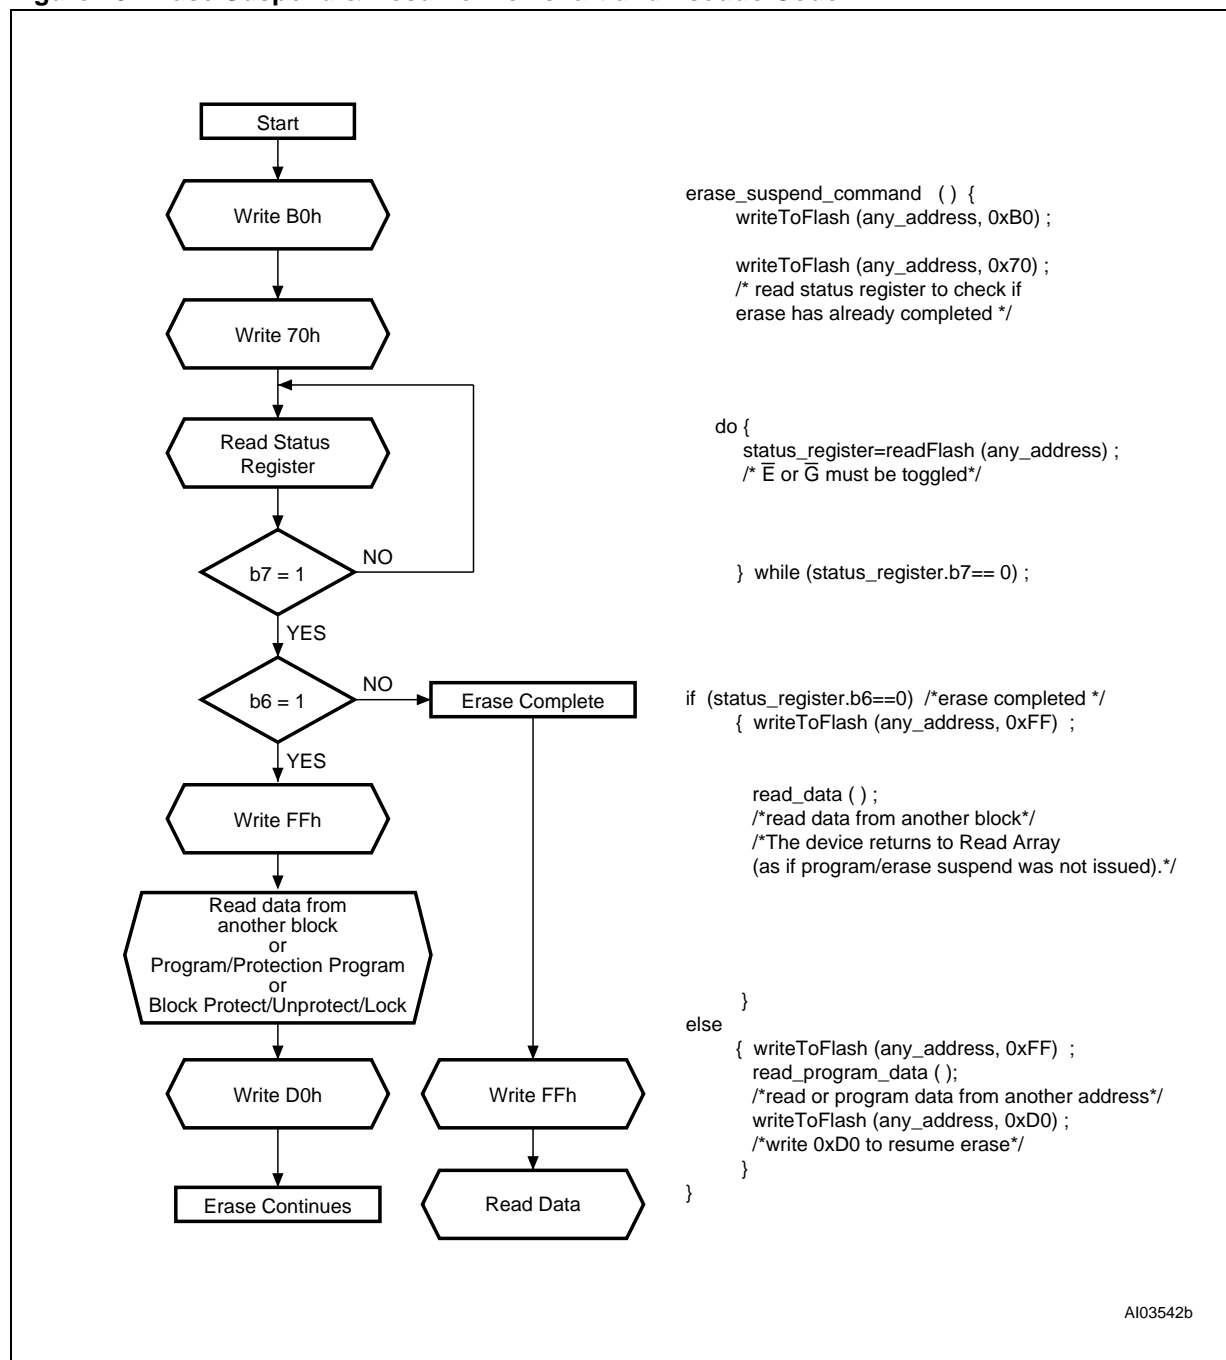 Start
Write B0h
Write 70h
Read Status
Register
NO
b7 = 1
YES
NO
b6 = 1
Erase Complete
YES
Write FFh
Read data from
another block
or
Program/Protection Program
or
Block Protect/Unprotect/Lock
Write D0h
Write FFh
Erase Continues
Read Data
erase_suspend_command ( ) {
writeToFlash (any_address, 0xB0) ;
writeToFlash (any_address, 0x70) ;
/* read status register to check if
erase has already completed */
do {
status_register=readFlash (any_address) ;
/* E̅ or G̅ must be toggled*/
} while (status_register.b7== 0) ;
if (status_register.b6==0) /*erase completed */
{ writeToFlash (any_address, 0xFF) ;
read_data ( ) ;
/*read data from another block*/
/*The device returns to Read Array
(as if program/erase suspend was not issued).*/
}
else
{ writeToFlash (any_address, 0xFF) ;
read_program_data ( );
/*read or program data from another address*/
writeToFlash (any_address, 0xD0) ;
/*write 0xD0 to resume erase*/
}
}
AI03542b